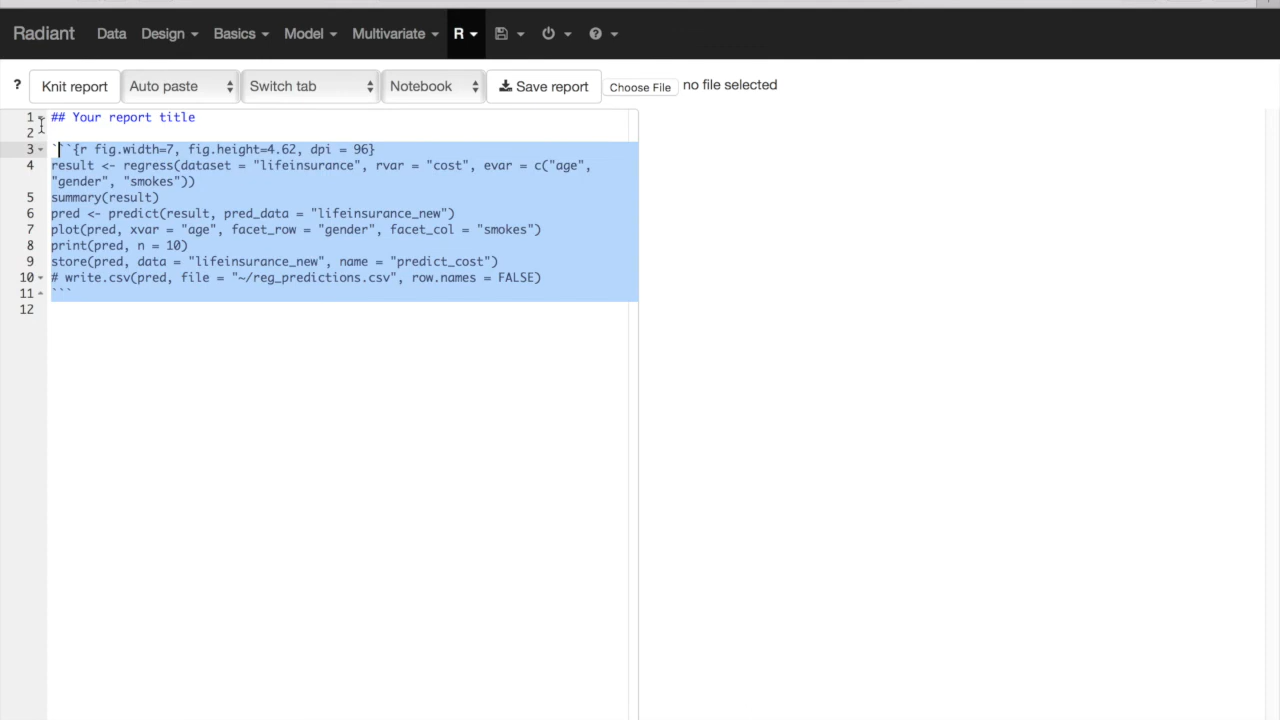 Radiant Data Design Basics Model Multivariate R
? Knit report Auto paste Switch tab Notebook Save report Choose File no file selected
1 ## Your report title
2
3 ```{r fig.width=7, fig.height=4.62, dpi = 96}
4 result <- regress(dataset = "lifeinsurance", rvar = "cost", evar = c("age",
"gender", "smokes"))
5 summary(result)
6 pred <- predict(result, pred_data = "lifeinsurance_new")
7 plot(pred, xvar = "age", facet_row = "gender", facet_col = "smokes")
8 print(pred, n = 10)
9 store(pred, data = "lifeinsurance_new", name = "predict_cost")
10 # write.csv(pred, file = "~/reg_predictions.csv", row.names = FALSE)
11 ```
12